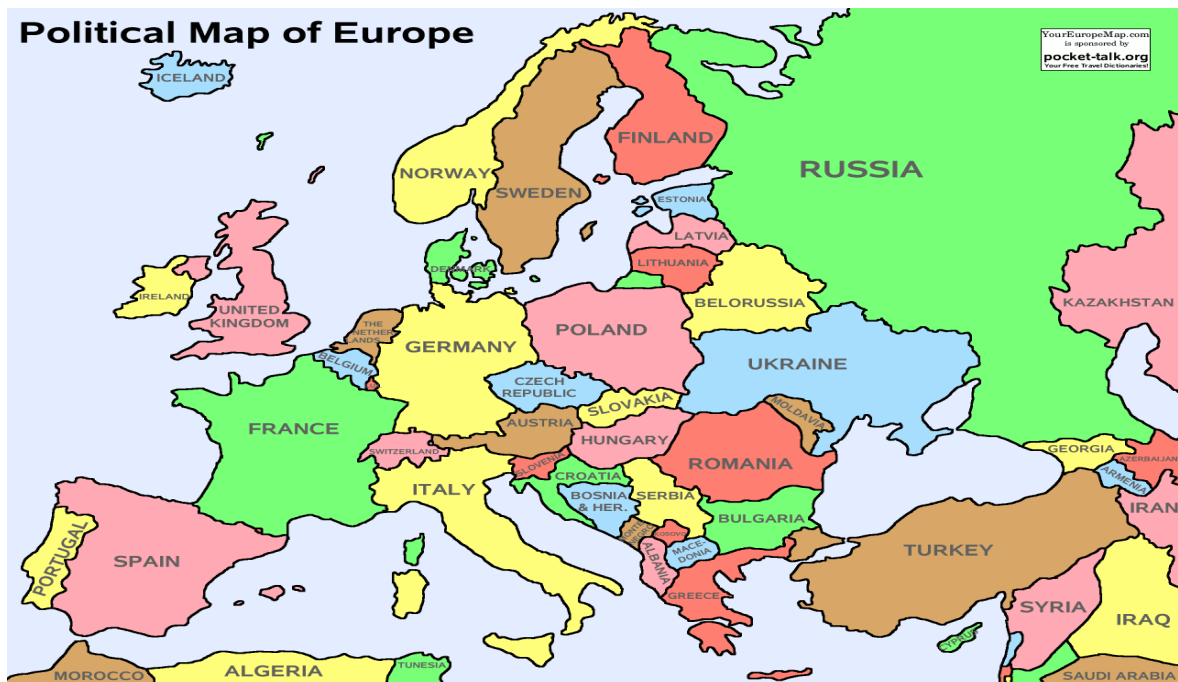 Political Map of Europe
YourEuropeMap.com
is sponsored by
pocket-talk.org
Your Free Travel Dictionaries!
ICELAND
FINLAND
RUSSIA
NORWAY
SWEDEN
ESTONIA
LATVIA
LITHUANIA
DENMARK
IRELAND
UNITED
KINGDOM
BELORUSSIA
KAZAKHSTAN
THE
NETHER
LANDS
POLAND
GERMANY
BELGIUM
UKRAINE
CZECH
REPUBLIC
SLOVAKIA
MOLDAVIA
FRANCE
AUSTRIA
HUNGARY
SWITZERLAND
SLOVENIA
ROMANIA
GEORGIA
AZERBAIJAN
ARMENIA
CROATIA
ITALY
BOSNIA
& HER.
SERBIA
BULGARIA
IRAN
MONTE
NEGRO
KOSOVO
MACE-
DONIA
ALBANIA
TURKEY
PORTUGAL
SPAIN
GREECE
SYRIA
IRAQ
CYPRUS
MOROCCO
ALGERIA
TUNESIA
SAUDI ARABIA